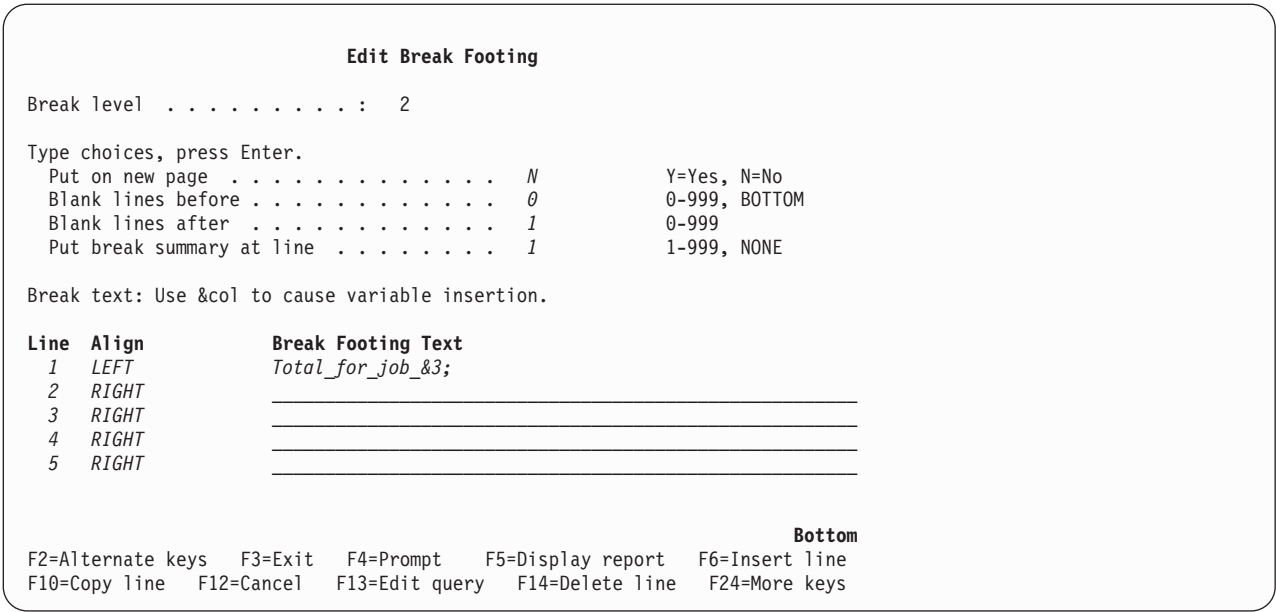 Edit Break Footing
Break level . . . . . . . . . : 2
Type choices, press Enter.
Put on new page . . . . . . . . . . . . . N Y=Yes, N=No
Blank lines before . . . . . . . . . . . . 0 0-999, BOTTOM
Blank lines after . . . . . . . . . . . . 1 0-999
Put break summary at line . . . . . . . . 1 1-999, NONE
Break text: Use &col to cause variable insertion.
Line Align Break Footing Text
1 LEFT Total_for_job_&3;
2 RIGHT _______________________________________________________
3 RIGHT _______________________________________________________
4 RIGHT _______________________________________________________
5 RIGHT _______________________________________________________
Bottom
F2=Alternate keys F3=Exit F4=Prompt F5=Display report F6=Insert line
F10=Copy line F12=Cancel F13=Edit query F14=Delete line F24=More keys